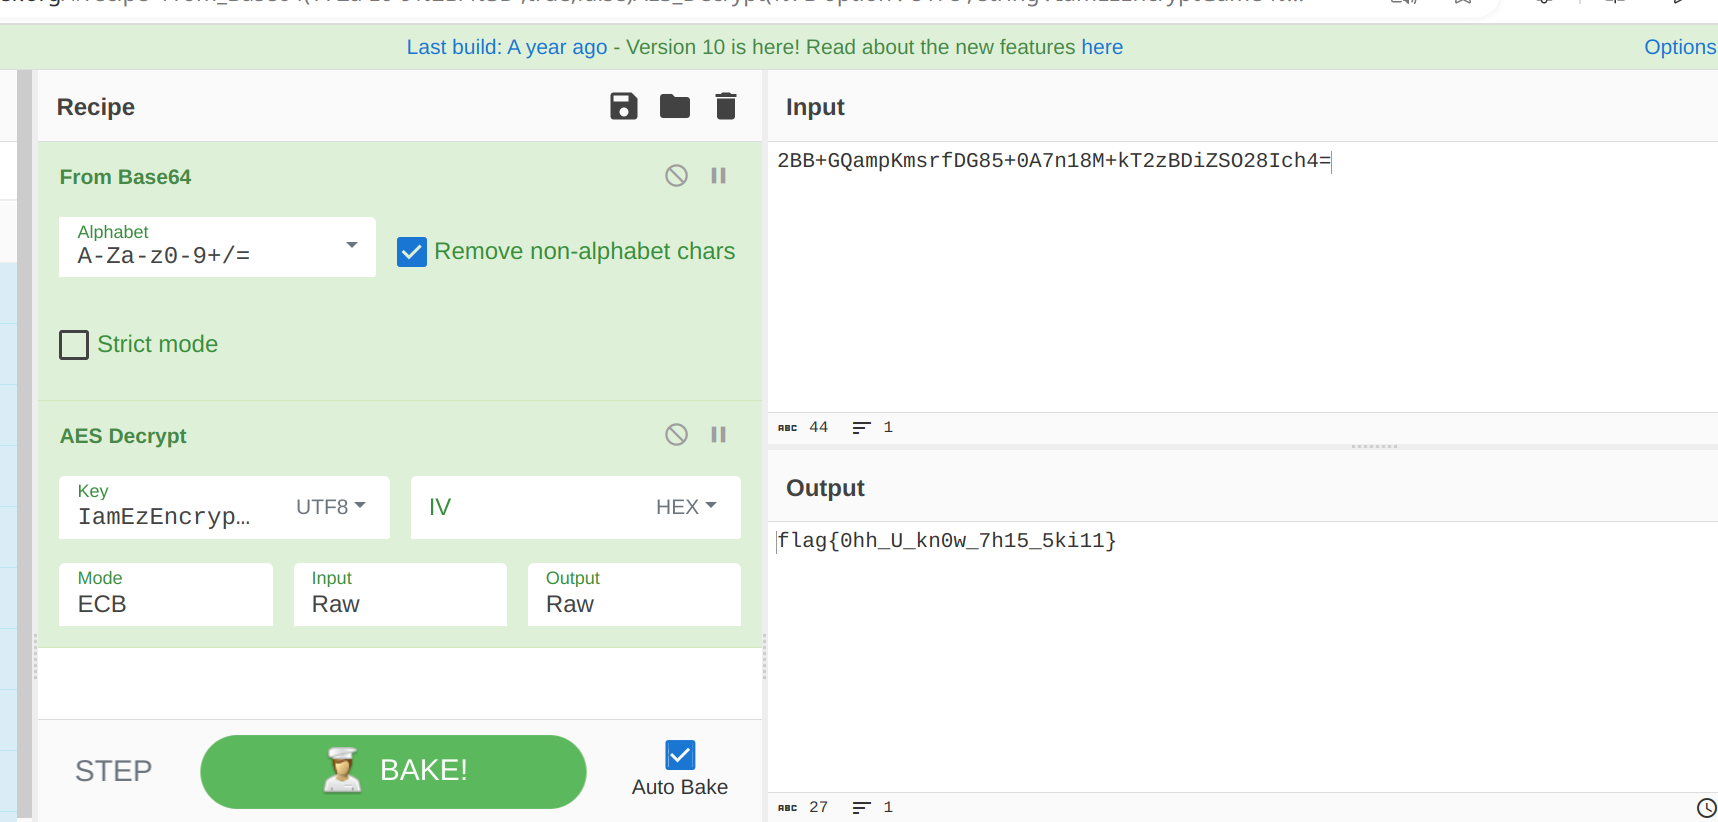 Last build: A year ago - Version 10 is here! Read about the new features here
Options
Recipe
From Base64
Alphabet
A-Za-z0-9+/=
Remove non-alphabet chars
Strict mode
AES Decrypt
Key
IamEzEncryp…
UTF8
IV
HEX
Mode
ECB
Input
Raw
Output
Raw
STEP
BAKE!
Auto Bake
Input
2BB+GQampKmsrfDG85+0A7n18M+kT2zBDiZSO28Ich4=
ABC 44 1
Output
flag{0hh_U_kn0w_7h15_5ki11}
ABC 27 1